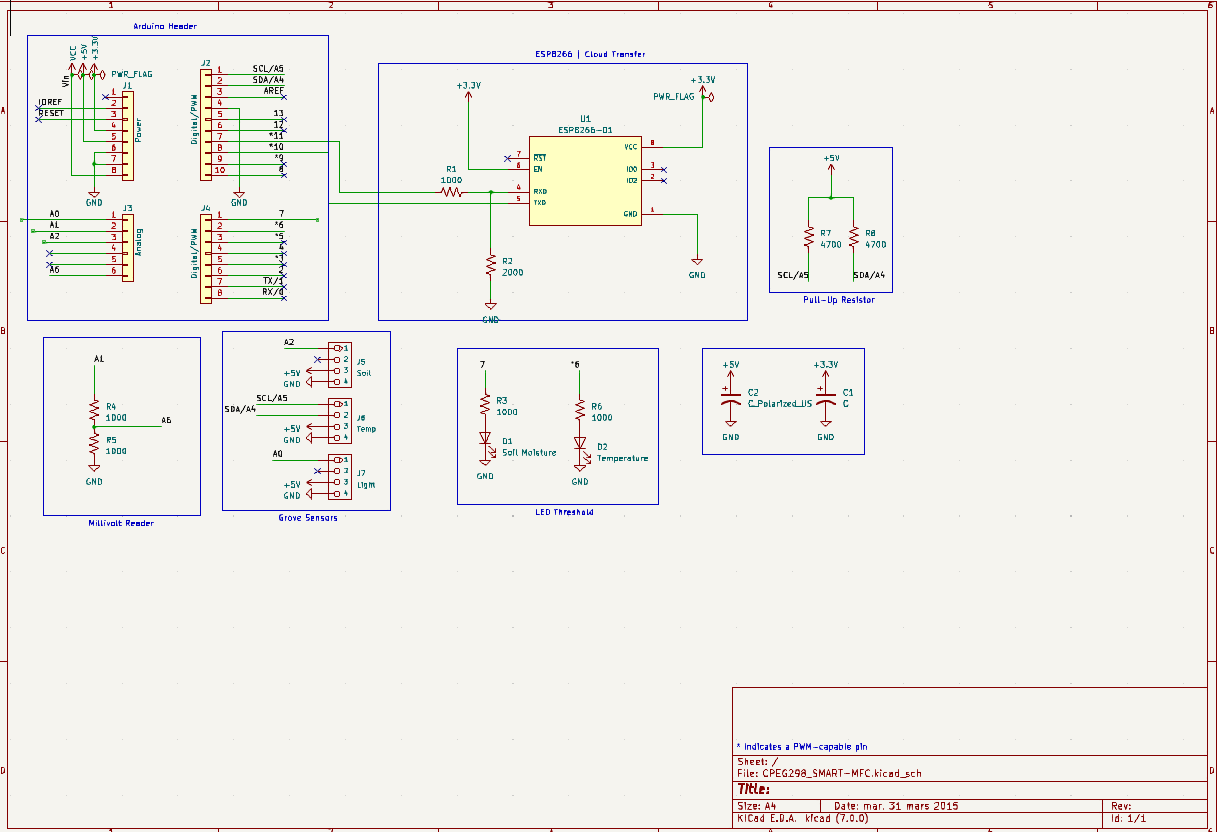 1 2 3 4 5 6
A
B
C
D
Arduino Header
VCC
+5V
+3.3V
Vin
PWR_FLAG
J1
IOREF
RESET
1
2
3
4
5
6
7
8
Power
GND
J2
Digital/PWM
1 SCL/A5
2 SDA/A4
3 AREF
4
5 13
6 12
7 *11
8 *10
9 *9
10 8
GND
J3
A0 1
A1 2
A2 3
4
5
A6 6
Analog
J4
Digital/PWM
1 7
2 *6
3 *5
4 4
5 *3
6 2
7 TX/1
8 RX/0
ESP8266 | Cloud Transfer
+3.3V
+3.3V
PWR_FLAG
U1
ESP8266-01
VCC 8
7 RST
6 EN
IO0 3
IO2 2
4 RXD
5 TXD
GND 1
R1
1000
R2
2000
GND
GND
+5V
R7
4700
R8
4700
SCL/A5
SDA/A4
Pull-Up Resistor
A1
R4
1000
A6
R5
1000
GND
Millivolt Reader
A2
1
2
+5V 3
GND 4
J5
Soil
SCL/A5 1
SDA/A4 2
+5V 3
GND 4
J6
Temp
A0 1
2
+5V 3
GND 4
J7
Light
Grove Sensors
7
R3
1000
D1
Soil Moisture
GND
*6
R6
1000
D2
Temperature
GND
LED Threshold
+5V
+
C2
C_Polarized_US
GND
+3.3V
+
C1
C
GND
* Indicates a PWM-capable pin
Sheet: /
File: CPEG298_SMART-MFC.kicad_sch
Title:
Size: A4 Date: mar. 31 mars 2015 Rev:
KiCad E.D.A. kicad (7.0.0) Id: 1/1